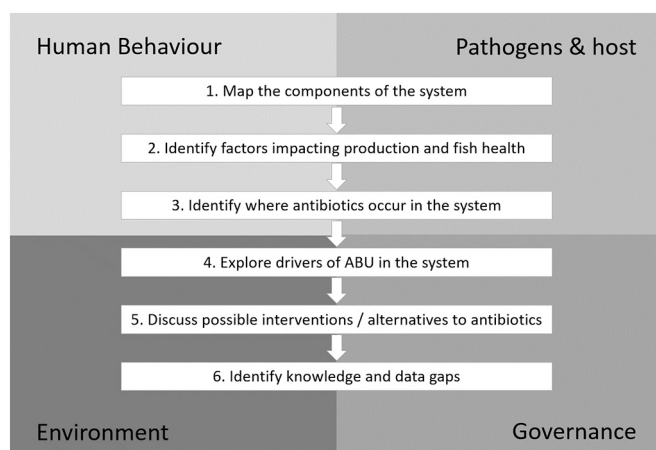 Human Behaviour
Pathogens & host
1. Map the components of the system
2. Identify factors impacting production and fish health
3. Identify where antibiotics occur in the system
4. Explore drivers of ABU in the system
5. Discuss possible interventions / alternatives to antibiotics
6. Identify knowledge and data gaps
Environment
Governance